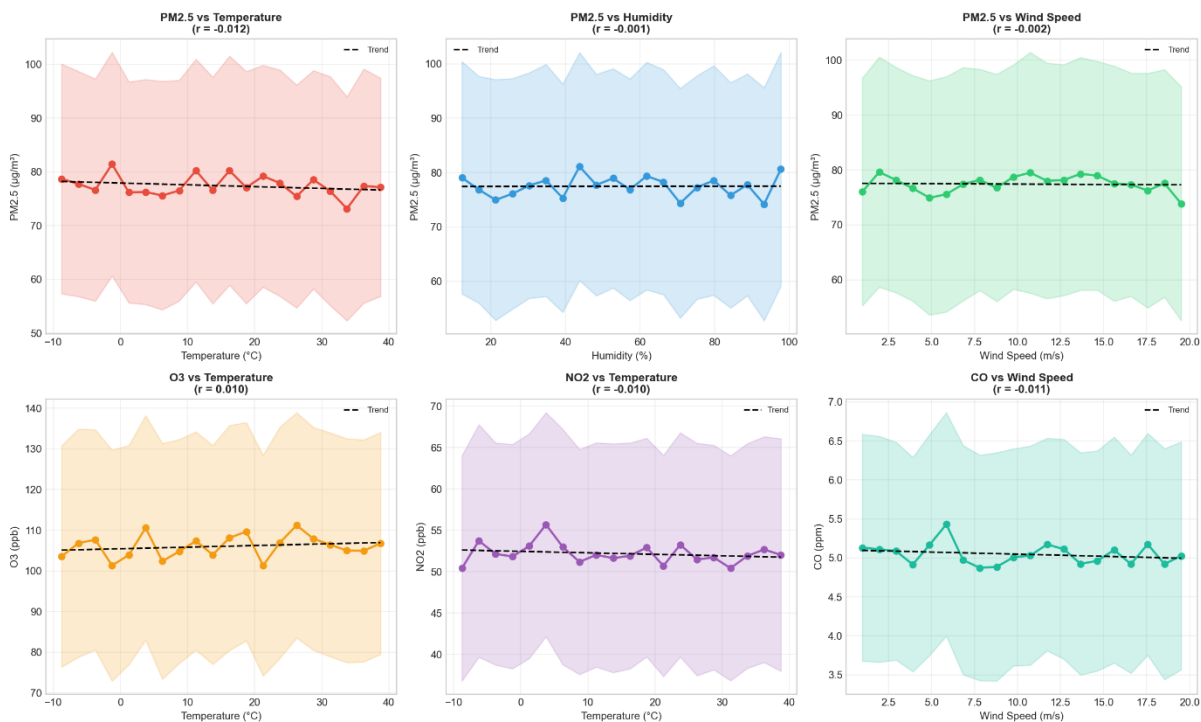 PM2.5 vs Temperature
(r = -0.012)
Trend
100
90
80
70
60
50
PM2.5 (µg/m³)
−10
0
10
20
30
40
Temperature (°C)
PM2.5 vs Humidity
(r = -0.001)
Trend
100
90
80
70
60
PM2.5 (µg/m³)
20
40
60
80
100
Humidity (%)
PM2.5 vs Wind Speed
(r = -0.002)
Trend
100
90
80
70
60
PM2.5 (µg/m³)
2.5
5.0
7.5
10.0
12.5
15.0
17.5
20.0
Wind Speed (m/s)
O3 vs Temperature
(r = 0.010)
Trend
140
130
120
110
100
90
80
70
O3 (ppb)
−10
0
10
20
30
40
Temperature (°C)
NO2 vs Temperature
(r = -0.010)
Trend
70
65
60
55
50
45
40
NO2 (ppb)
−10
0
10
20
30
40
Temperature (°C)
CO vs Wind Speed
(r = -0.011)
Trend
7.0
6.5
6.0
5.5
5.0
4.5
4.0
3.5
CO (ppm)
2.5
5.0
7.5
10.0
12.5
15.0
17.5
20.0
Wind Speed (m/s)